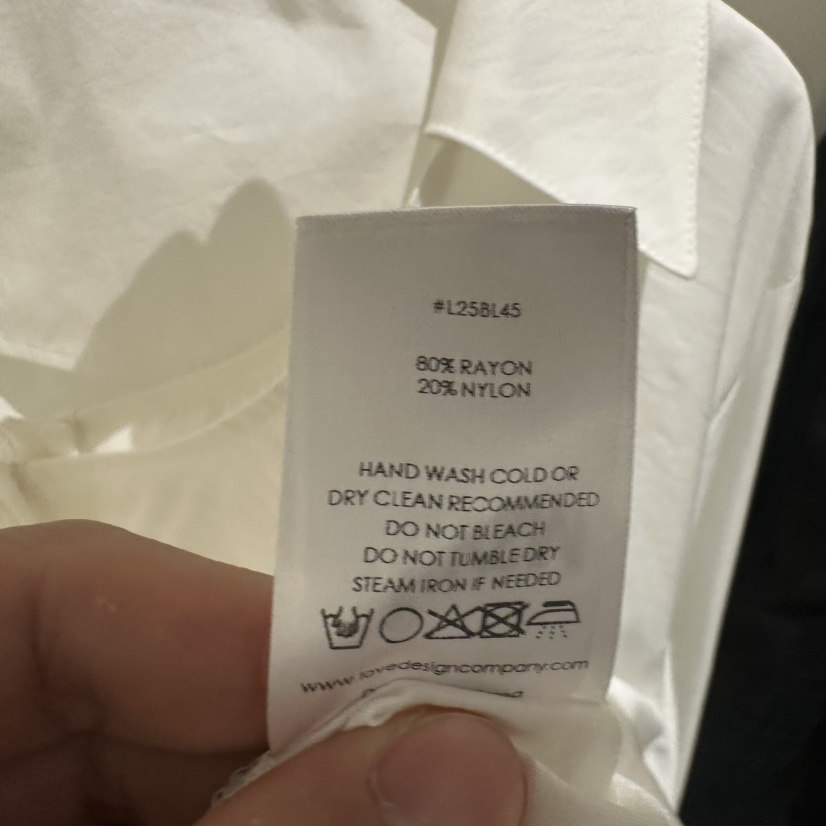 #L25BL45
80% RAYON
20% NYLON
HAND WASH COLD OR
DRY CLEAN RECOMMENDED
DO NOT BLEACH
DO NOT TUMBLE DRY
STEAM IRON IF NEEDED
www.lovedesigncompany.com